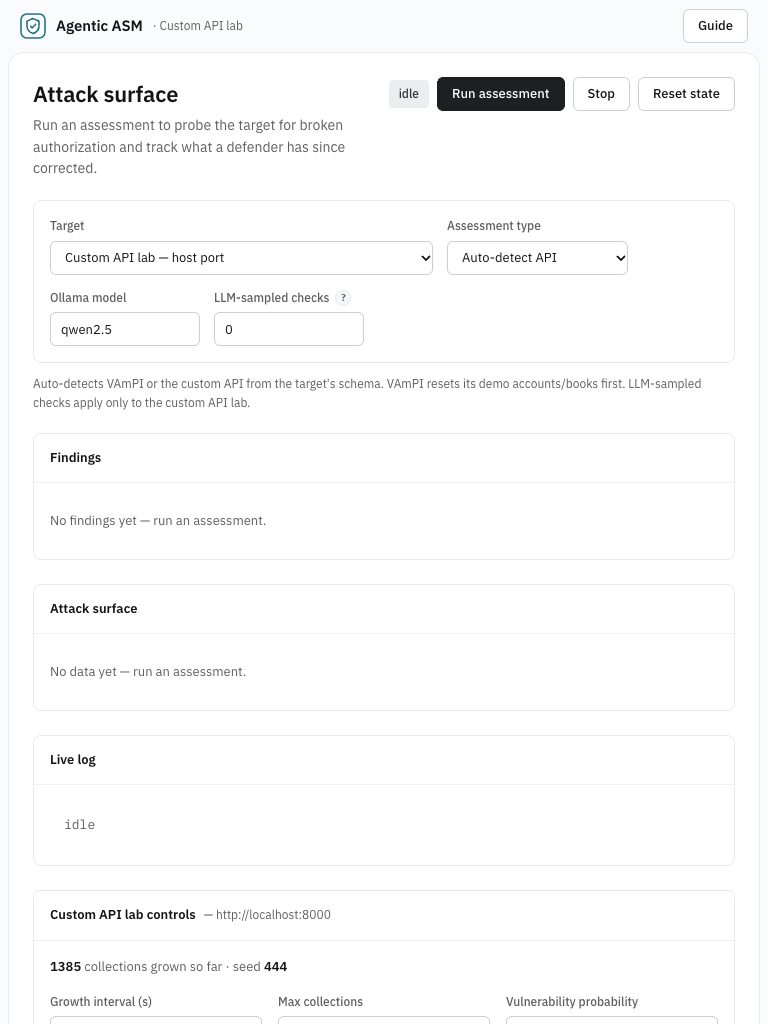 Agentic ASM · Custom API lab
Guide
Attack surface
idle
Run assessment
Stop
Reset state
Run an assessment to probe the target for broken
authorization and track what a defender has since
corrected.
Target
Assessment type
Custom API lab — host port
Auto-detect API
Ollama model
LLM-sampled checks ?
qwen2.5
0
Auto-detects VAmPI or the custom API from the target's schema. VAmPI resets its demo accounts/books first. LLM-sampled
checks apply only to the custom API lab.
Findings
No findings yet — run an assessment.
Attack surface
No data yet — run an assessment.
Live log
idle
Custom API lab controls — http://localhost:8000
1385 collections grown so far · seed 444
Growth interval (s)
Max collections
Vulnerability probability